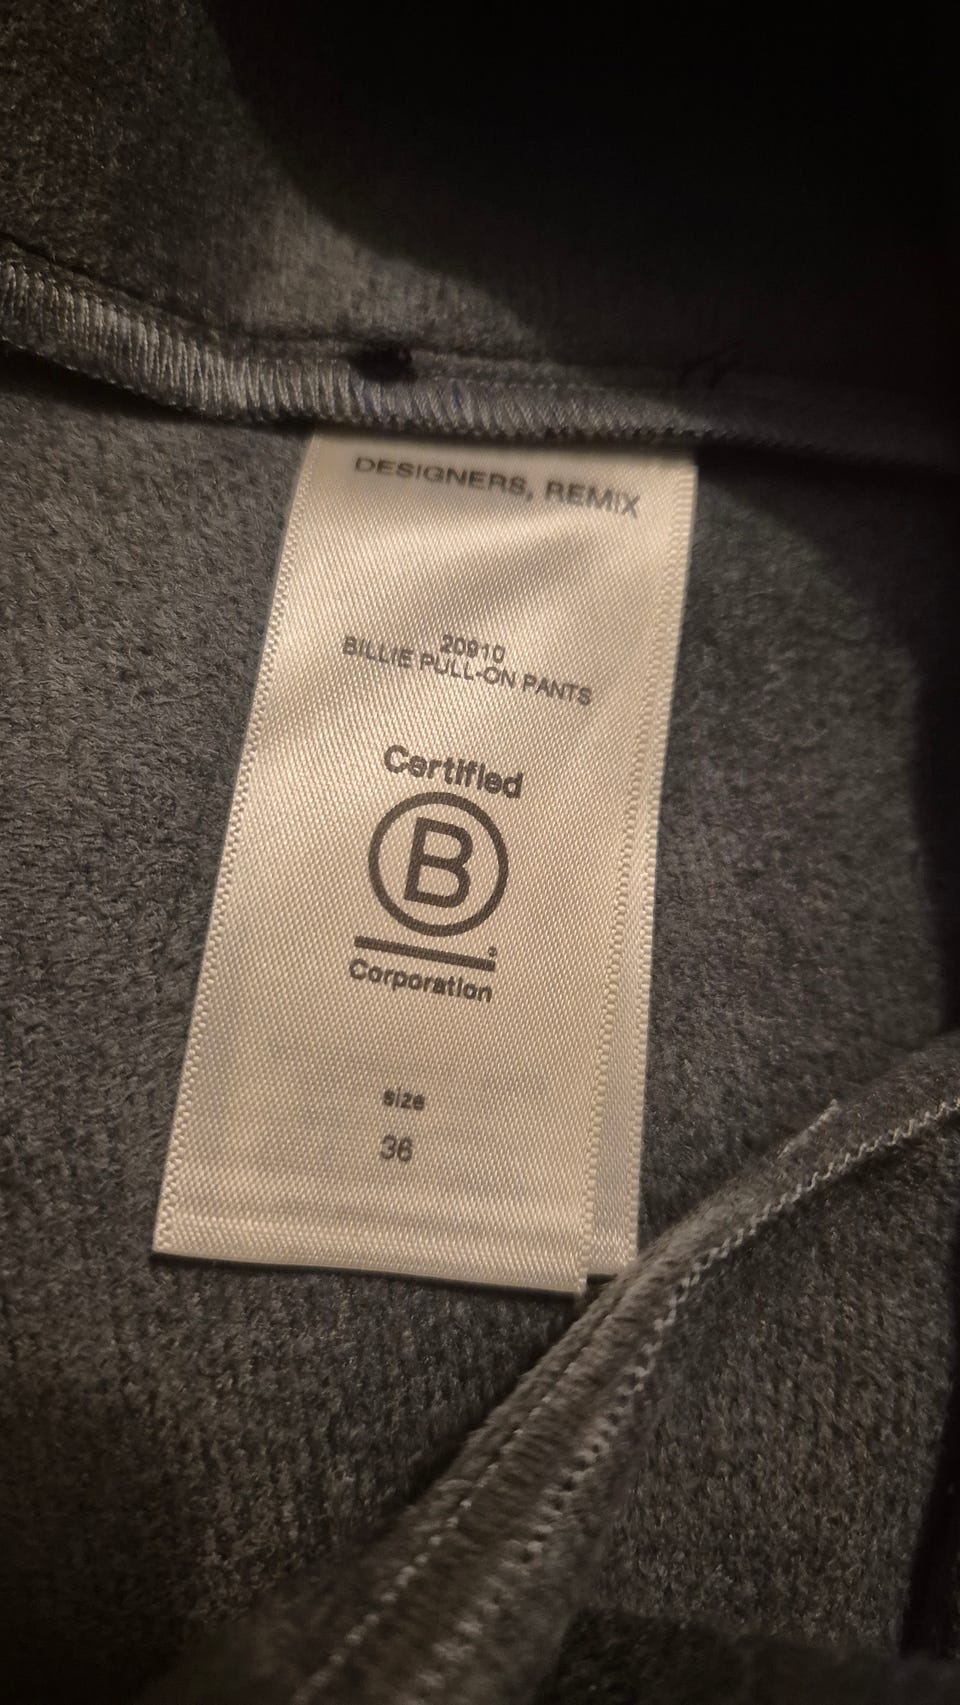 DESIGNERS, REMIX
20910
BILLIE PULL-ON PANTS
Certified
B
Corporation
size
36